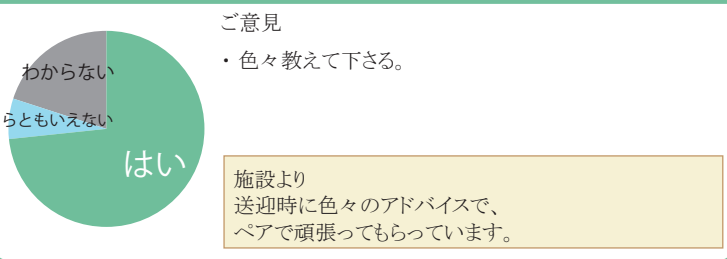 ご意見
・色々教えて下さる。
わからない
らともいえない
はい
施設より
送迎時に色々のアドバイスで、
ペアで頑張ってもらっています。